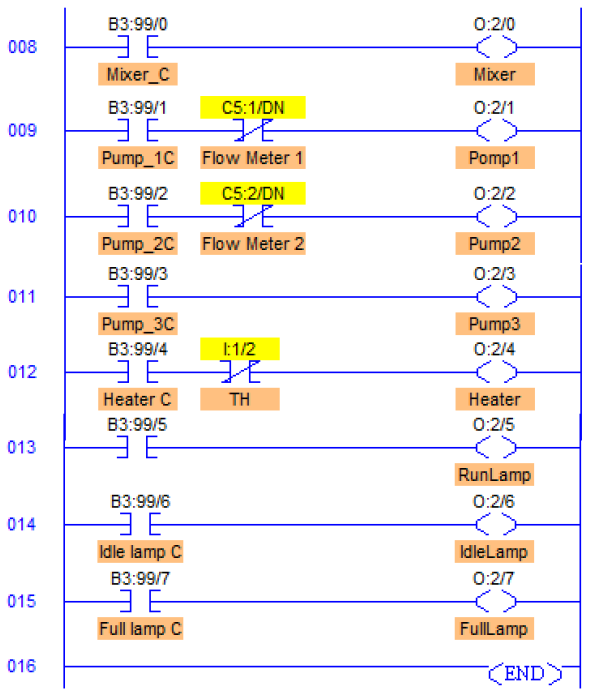 B3:99/0 O:2/0
008
Mixer_C Mixer
B3:99/1 C5:1/DN O:2/1
009
Pump_1C Flow Meter 1 Pomp1
B3:99/2 C5:2/DN O:2/2
010
Pump_2C Flow Meter 2 Pump2
B3:99/3 O:2/3
011
Pump_3C Pump3
B3:99/4 I:1/2 O:2/4
012
Heater C TH Heater
B3:99/5 O:2/5
013
RunLamp
B3:99/6 O:2/6
014
Idle lamp C IdleLamp
B3:99/7 O:2/7
015
Full lamp C FullLamp
016 END